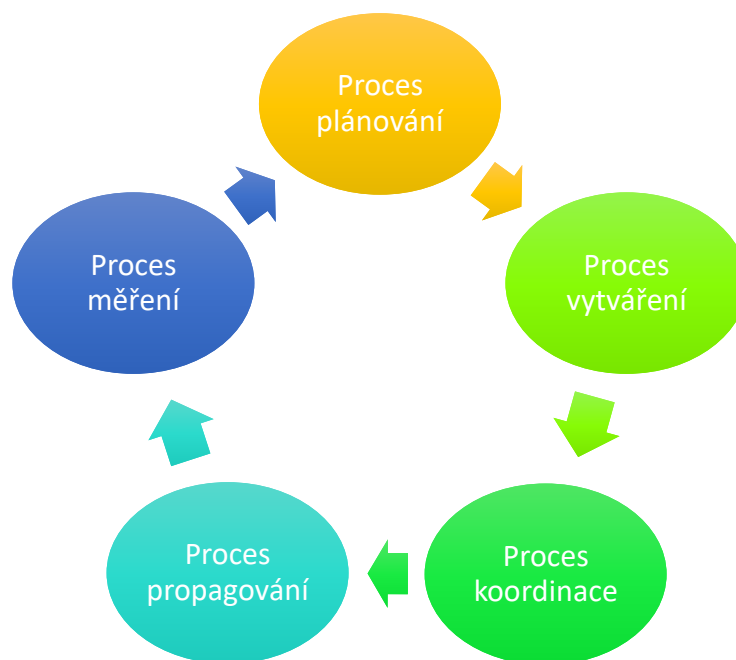 Proces
plánování
Proces
vytváření
Proces
koordinace
Proces
propagování
Proces
měření